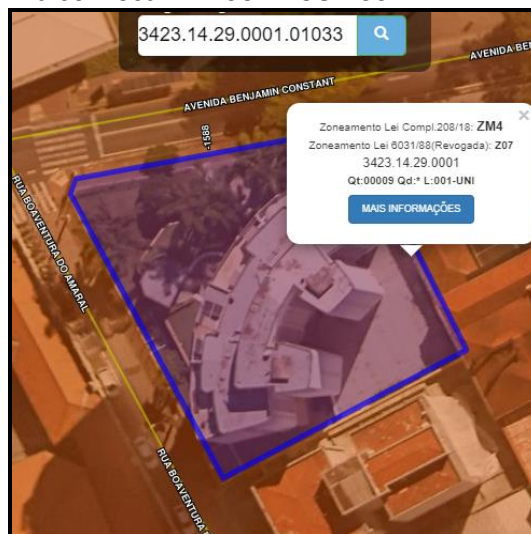 3423.14.29.0001.01033
AVENIDA BENJAMIN CONSTANT
AVENIDA BEN
-1588
×
Zoneamento Lei Compl.208/18: ZM4
Zoneamento Lei 6031/88(Revogada): Z07
3423.14.29.0001
Qt:00009 Qd:* L:001-UNI
MAIS INFORMAÇÕES
RUA BOAVENTURA DO AMARAL
RUA BOAVENTURA